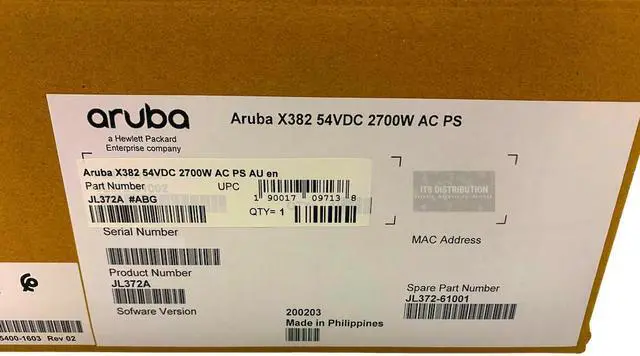 aruba
a Hewlett Packard
Enterprise company
Aruba X382 54VDC 2700W AC PS
Aruba X382 54VDC 2700W AC PS AU en
Part Number
UPC
JL372A #ABG
1 90017 09713 8
QTY= 1
ITB DISTRIBUTION
Serial Number
MAC Address
Product Number
JL372A
Sofware Version
Spare Part Number
JL372-61001
200203
Made in Philippines
5400-1603 Rev 02